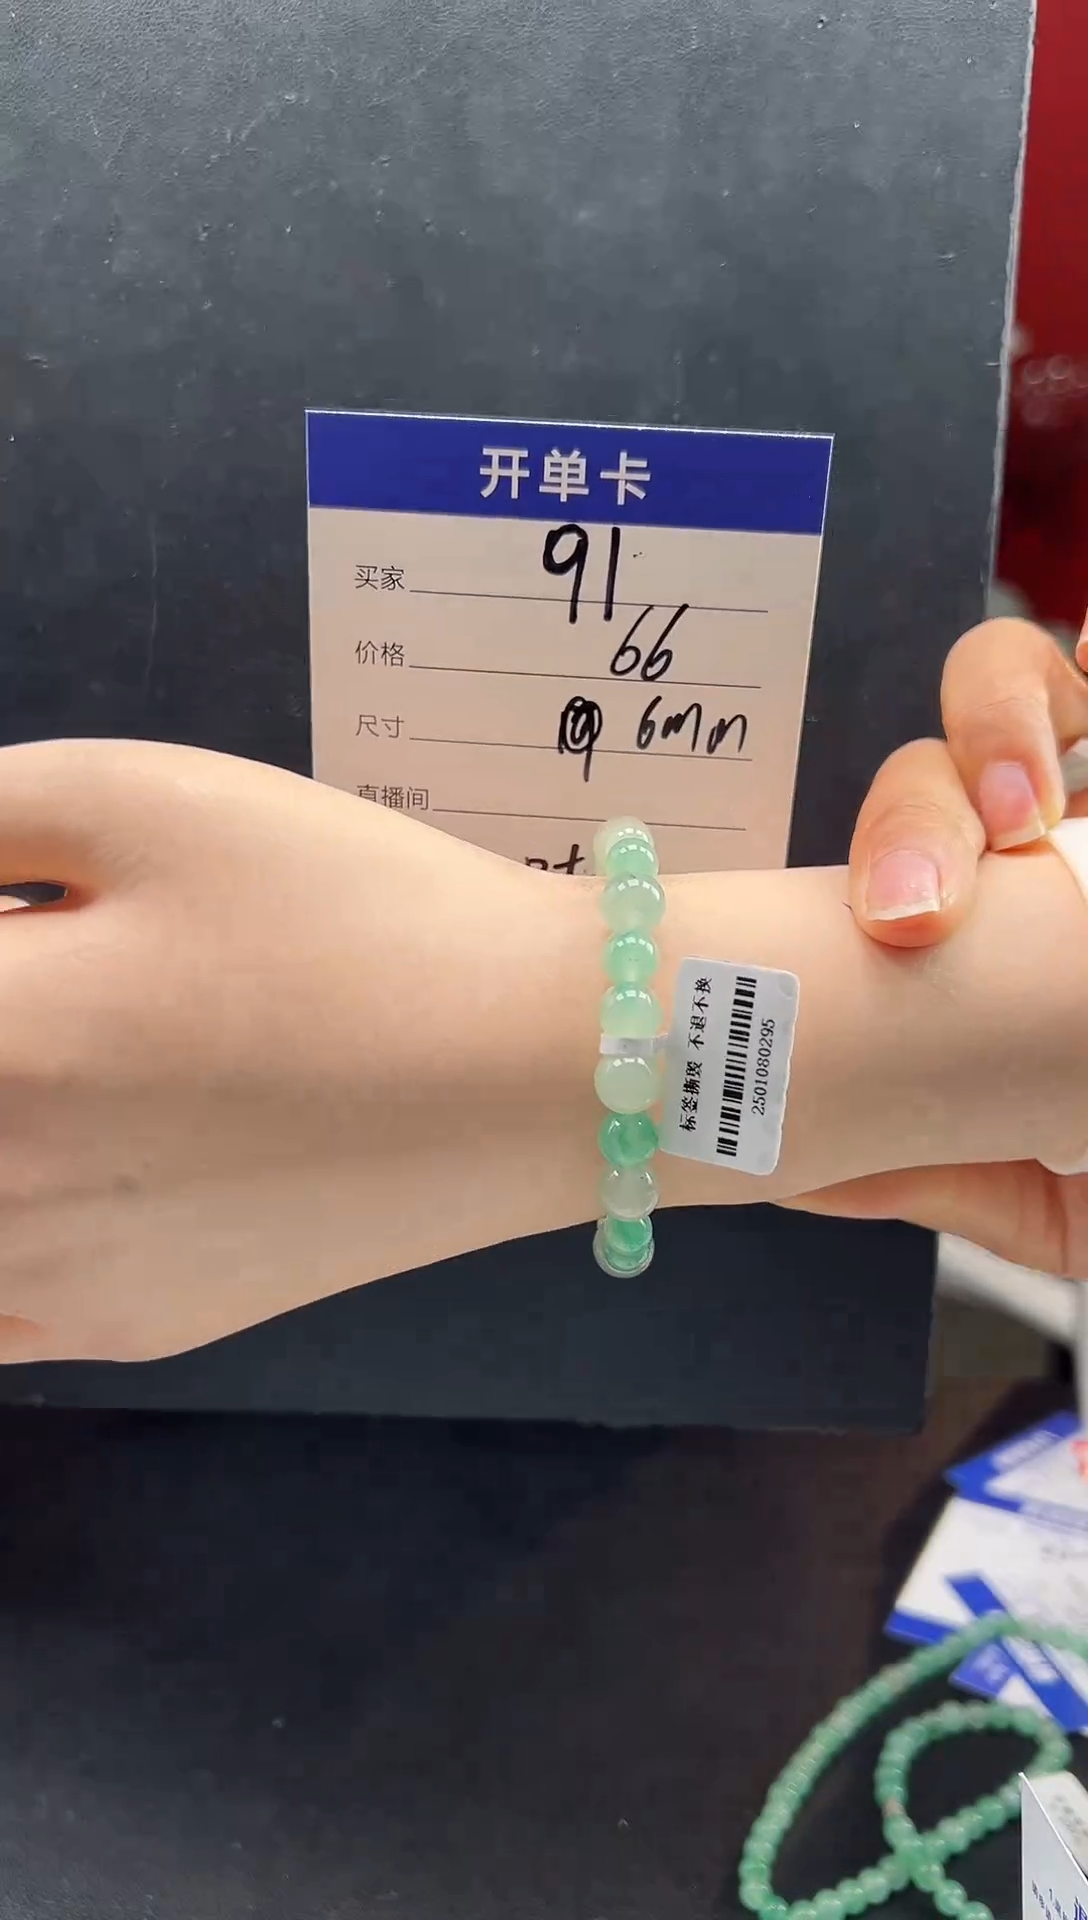 开单卡
买家 91
价格 66
尺寸 6mm
直播间
标签撕毁 不退不换
2501080295